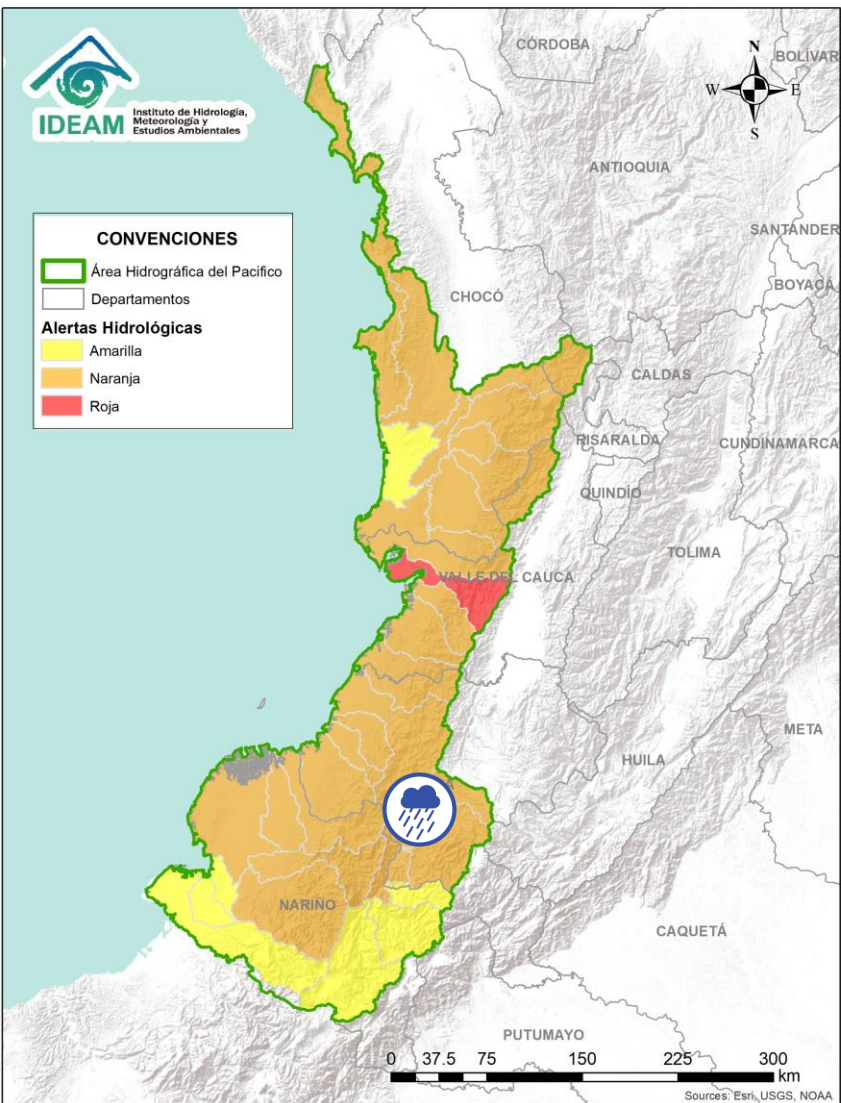 CÓRDOBA
BOLÍVAR
N
W
E
S
IDEAM
Instituto de Hidrología,
Meteorología y
Estudios Ambientales
ANTIOQUIA
SANTANDER
BOYACÁ
CONVENCIONES
Área Hidrográfica del Pacifico
Departamentos
Alertas Hidrológicas
Amarilla
Naranja
Roja
CHOCÓ
CALDAS
RISARALDA
CUNDINAMARCA
QUINDÍO
TOLIMA
VALLE DEL CAUCA
META
HUILA
NARIÑO
CAQUETÁ
PUTUMAYO
0 37.5 75 150 225 300
km
Sources: Esri, USGS, NOAA